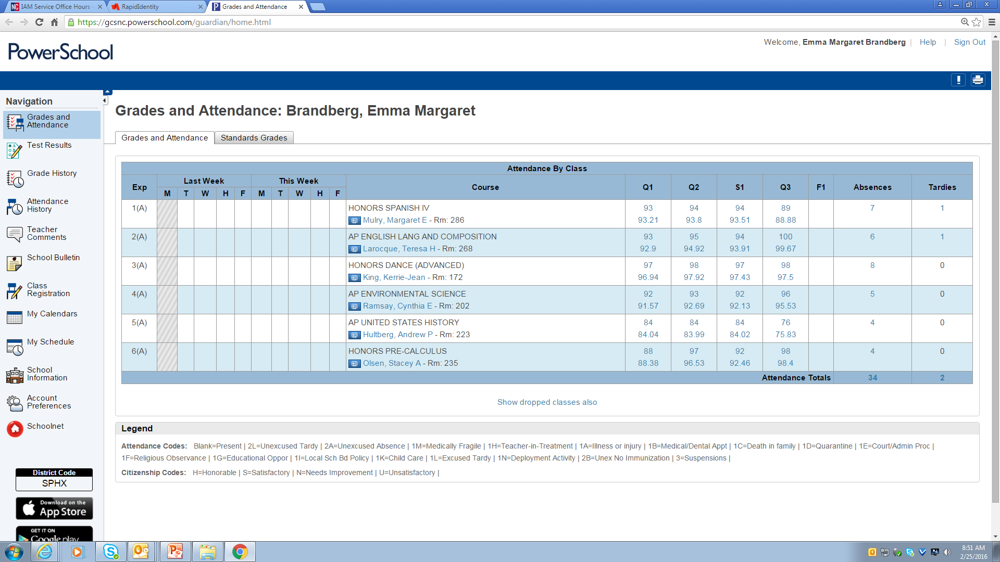 IAM Service Office Hours -
RapidIdentity
Grades and Attendance
https://gcsnc.powerschool.com/guardian/home.html
PowerSchool
Welcome, Emma Margaret Brandberg | Help | Sign Out
Navigation
Grades and
Attendance
Test Results
Grade History
Attendance
History
Teacher
Comments
School Bulletin
Class
Registration
My Calendars
My Schedule
School
Information
Account
Preferences
Schoolnet
District Code
SPHX
Download on the
App Store
GET IT ON
Google play
Grades and Attendance: Brandberg, Emma Margaret
Grades and Attendance Standards Grades
Attendance By Class
Exp Last Week This Week Course Q1 Q2 S1 Q3 F1 Absences Tardies
M T W H F M T W H F
1(A) HONORS SPANISH IV 93 94 94 89 7 1
Mulry, Margaret E - Rm: 286 93.21 93.8 93.51 88.88
2(A) AP ENGLISH LANG AND COMPOSITION 93 95 94 100 6 1
Larocque, Teresa H - Rm: 268 92.9 94.92 93.91 99.67
3(A) HONORS DANCE (ADVANCED) 97 98 97 98 8 0
King, Kerrie-Jean - Rm: 172 96.94 97.92 97.43 97.5
4(A) AP ENVIRONMENTAL SCIENCE 92 93 92 96 5 0
Ramsay, Cynthia E - Rm: 202 91.57 92.69 92.13 95.53
5(A) AP UNITED STATES HISTORY 84 84 84 76 4 0
Hultberg, Andrew P - Rm: 223 84.04 83.99 84.02 75.83
6(A) HONORS PRE-CALCULUS 88 97 92 98 4 0
Olsen, Stacey A - Rm: 235 88.38 96.53 92.46 98.4
Attendance Totals 34 2
Show dropped classes also
Legend
Attendance Codes: Blank=Present | 2L=Unexcused Tardy | 2A=Unexcused Absence | 1M=Medically Fragile | 1H=Teacher-in-Treatment | 1A=Illness or injury | 1B=Medical/Dental Appt | 1C=Death in family | 1D=Quarantine | 1E=Court/Admin Proc |
1F=Religious Observance | 1G=Educational Oppor | 1I=Local Sch Bd Policy | 1K=Child Care | 1L=Excused Tardy | 1N=Deployment Activity | 2B=Unex No Immunization | 3=Suspensions |
Citizenship Codes: H=Honorable | S=Satisfactory | N=Needs Improvement | U=Unsatisfactory |
8:51 AM
2/25/2016